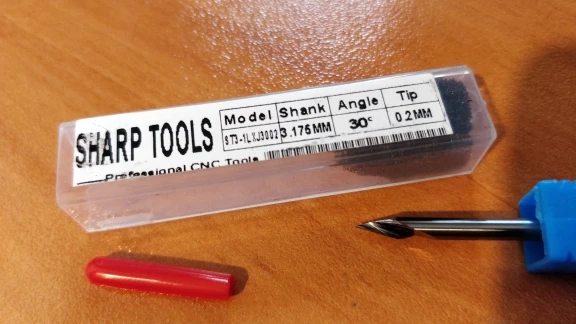 SHARP TOOLS
Professional CNC Tools
Model Shank Angle Tip
3.175MM 30° 0.2MM